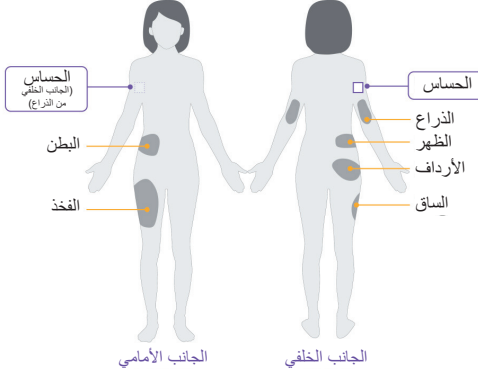 الحساس
الذراع
الظهر
الأرداف
الساق
الجانب الخلفي
الحساس
(الجانب الخلفي
من الذراع)
البطن
الفخذ
الجانب الأمامي